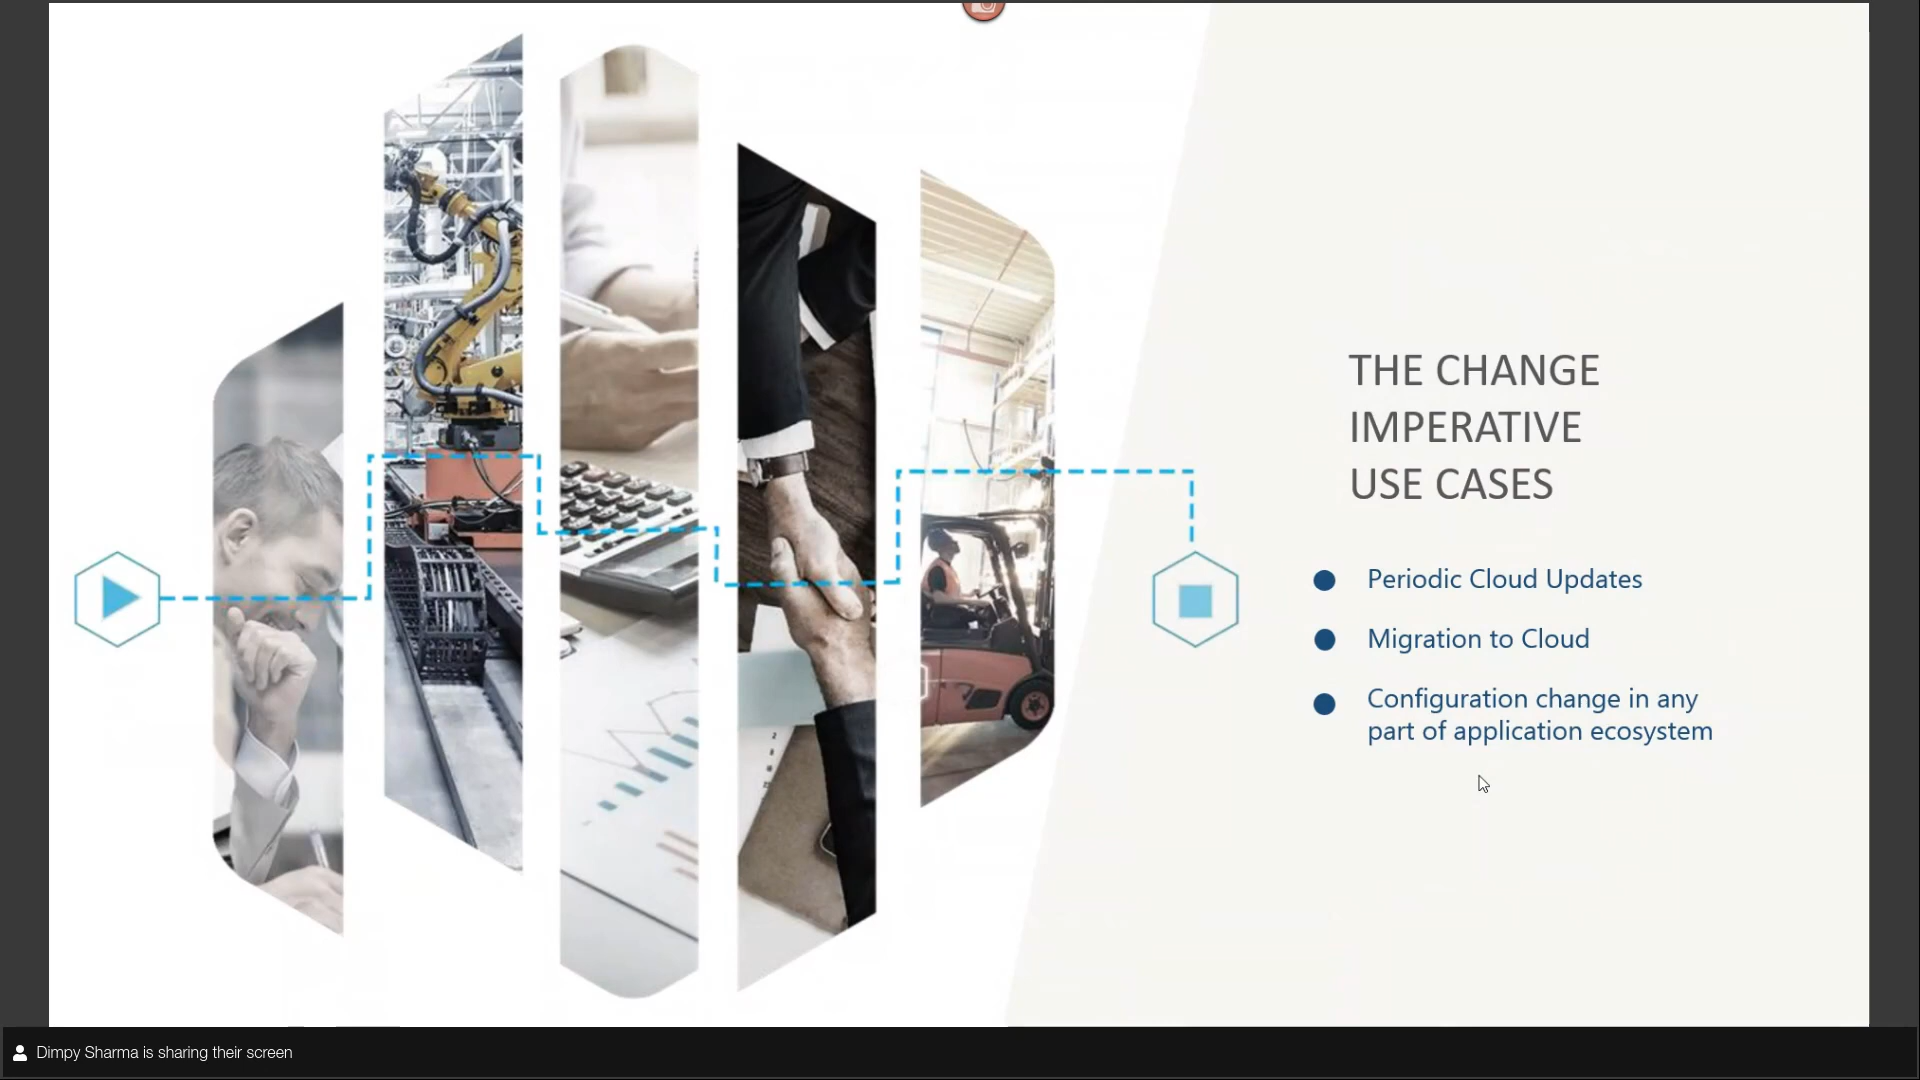 THE CHANGE
IMPERATIVE
USE CASES
Periodic Cloud Updates
Migration to Cloud
Configuration change in any
part of application ecosystem
Dimpy Sharma is sharing their screen